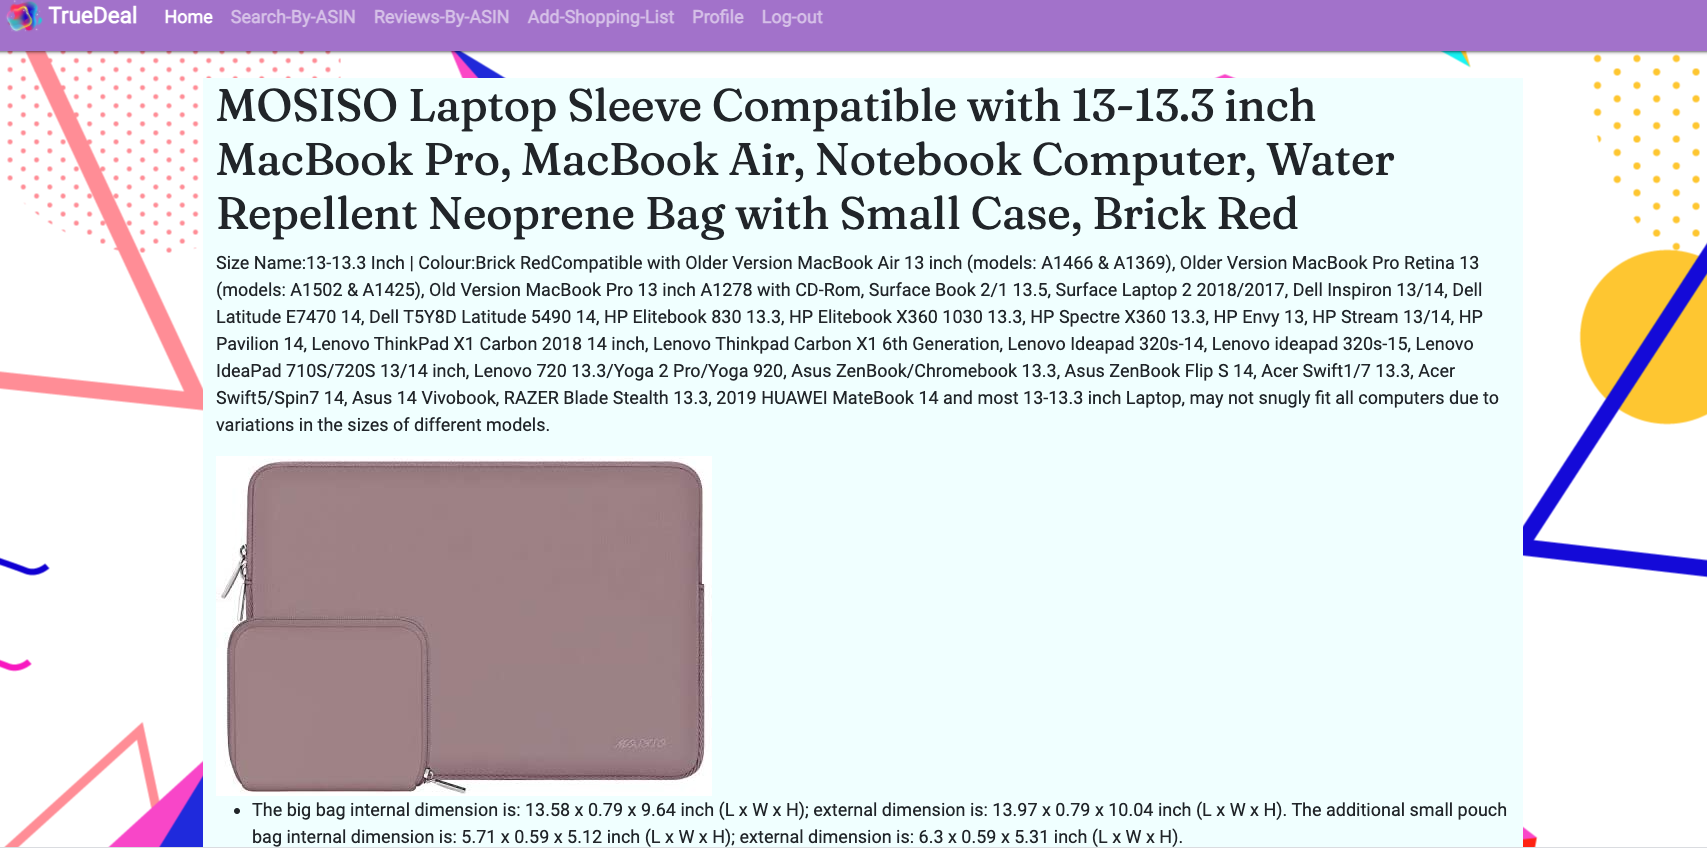 TrueDeal Home Search-By-ASIN Reviews-By-ASIN Add-Shopping-List Profile Log-out
MOSISO Laptop Sleeve Compatible with 13-13.3 inch
MacBook Pro, MacBook Air, Notebook Computer, Water
Repellent Neoprene Bag with Small Case, Brick Red
Size Name:13-13.3 Inch | Colour:Brick RedCompatible with Older Version MacBook Air 13 inch (models: A1466 & A1369), Older Version MacBook Pro Retina 13
(models: A1502 & A1425), Old Version MacBook Pro 13 inch A1278 with CD-Rom, Surface Book 2/1 13.5, Surface Laptop 2 2018/2017, Dell Inspiron 13/14, Dell
Latitude E7470 14, Dell T5Y8D Latitude 5490 14, HP Elitebook 830 13.3, HP Elitebook X360 1030 13.3, HP Spectre X360 13.3, HP Envy 13, HP Stream 13/14, HP
Pavilion 14, Lenovo ThinkPad X1 Carbon 2018 14 inch, Lenovo Thinkpad Carbon X1 6th Generation, Lenovo Ideapad 320s-14, Lenovo ideapad 320s-15, Lenovo
IdeaPad 710S/720S 13/14 inch, Lenovo 720 13.3/Yoga 2 Pro/Yoga 920, Asus ZenBook/Chromebook 13.3, Asus ZenBook Flip S 14, Acer Swift1/7 13.3, Acer
Swift5/Spin7 14, Asus 14 Vivobook, RAZER Blade Stealth 13.3, 2019 HUAWEI MateBook 14 and most 13-13.3 inch Laptop, may not snugly fit all computers due to
variations in the sizes of different models.
MOSISO
• The big bag internal dimension is: 13.58 x 0.79 x 9.64 inch (L x W x H); external dimension is: 13.97 x 0.79 x 10.04 inch (L x W x H). The additional small pouch
bag internal dimension is: 5.71 x 0.59 x 5.12 inch (L x W x H); external dimension is: 6.3 x 0.59 x 5.31 inch (L x W x H).